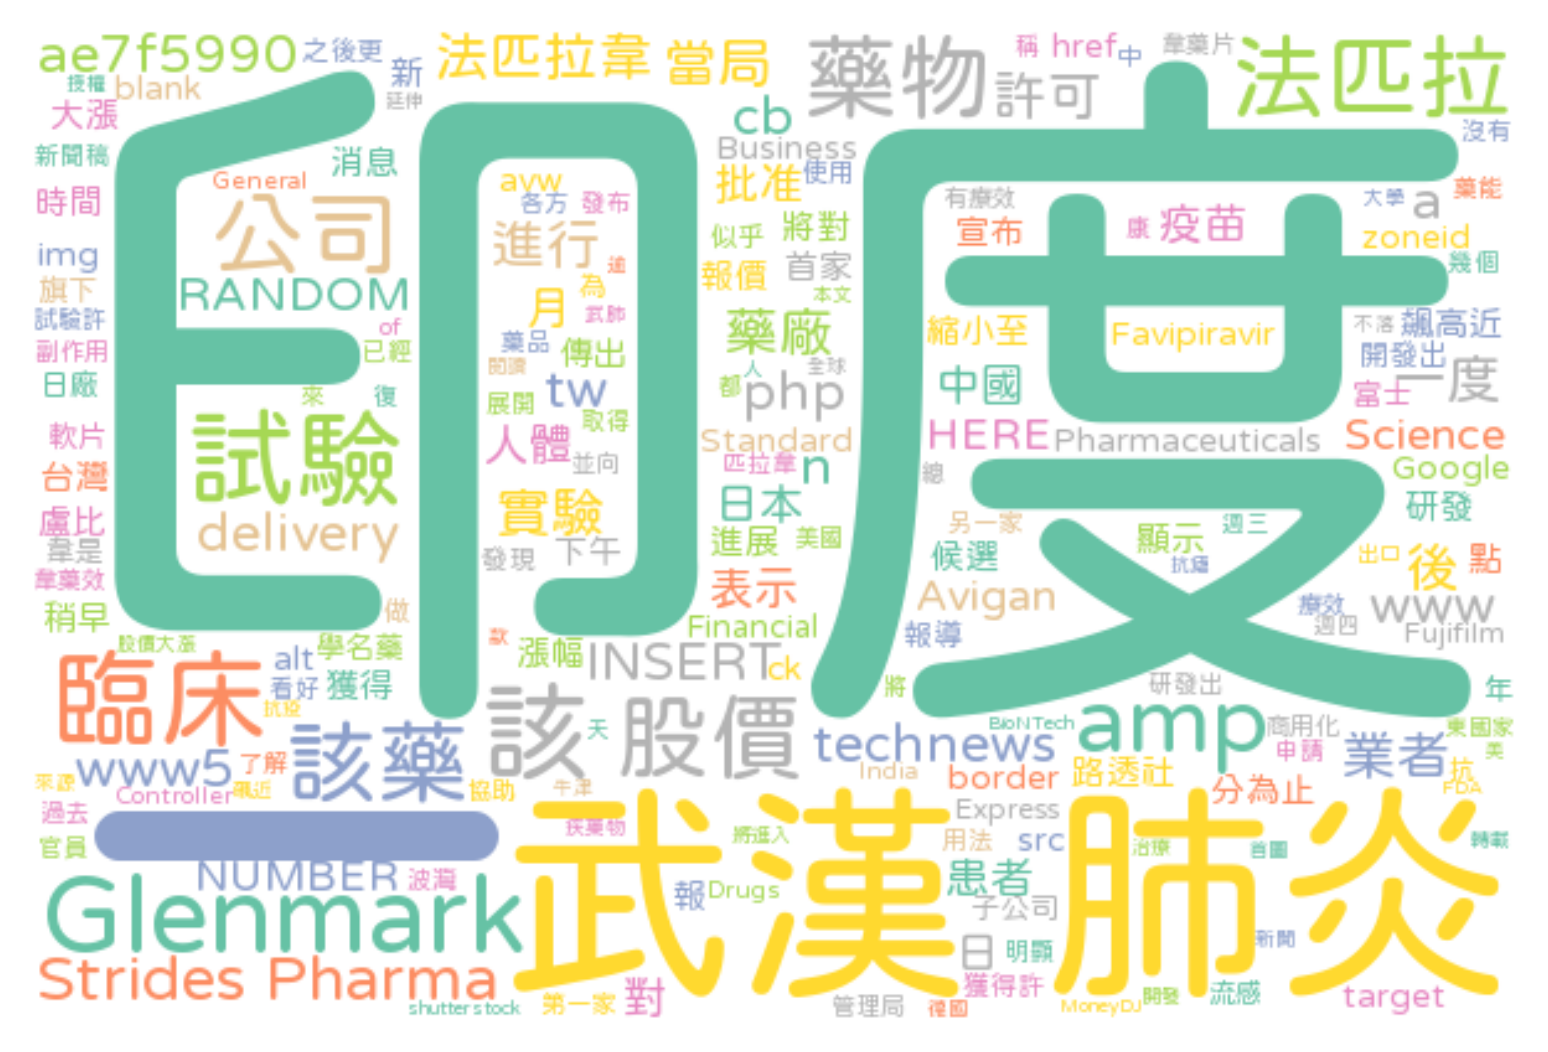 ae7f5990
之後更
法匹拉韋
當局
藥物
稱
href
中
韋藥片
法匹拉
授權
blank
新
延伸
大漲
許可
cb
Business
沒有
新聞稿
消息
批准
使用
時間
General
avw
各方
發布
有療效
大學
a
藥能
公司
進行
似乎
將對
宣布
康
疫苗
zoneid
img
報價
首家
幾個
旗下
RANDOM
月
為
逾
本文
試驗許
of
武肺
藥廠
縮小至
Favipiravir
不落
飆高近
副作用
已經
藥品
傳出
開發出
日廠
閱讀
tw
都
人
全球
php
中國
一度
來
復
展開
取得
富士
印度
軟片
試驗
人體
並向
Standard
匹拉韋
n
HERE
Pharmaceuticals
Science
台灣
總
Google
盧比
delivery
實驗
日本
另一家
週三
研發
韋是
發現
下午
進展
美國
候選
顯示
出口
後
點
韋藥效
抗瘧
稍早
做
表示
Avigan
療效
週四
www
股價大漲
學名藥
款
Financial
報導
Fujifilm
臨床
alt
看好
獲得
漲幅
INSERT
ck
將
研發出
年
抗疫
該
股價
天
BioNTech
amp
商用化
東國家
www5
了解
該藥
technews
申請
業者
美
來源
Controller
飆近
協助
牛津
India
border
路透社
分為止
抗
FDA
過去
一
疾藥物
將進入
Express
用法
src
治療
首圖
轉載
官員
武漢肺炎
NUMBER
波灣
報
Drugs
患者
子公司
Glenmark
日
明顯
新聞
Strides Pharma
獲得許
shutterstock
第一家
對
管理局
德國
MoneyDJ
開發
流感
target